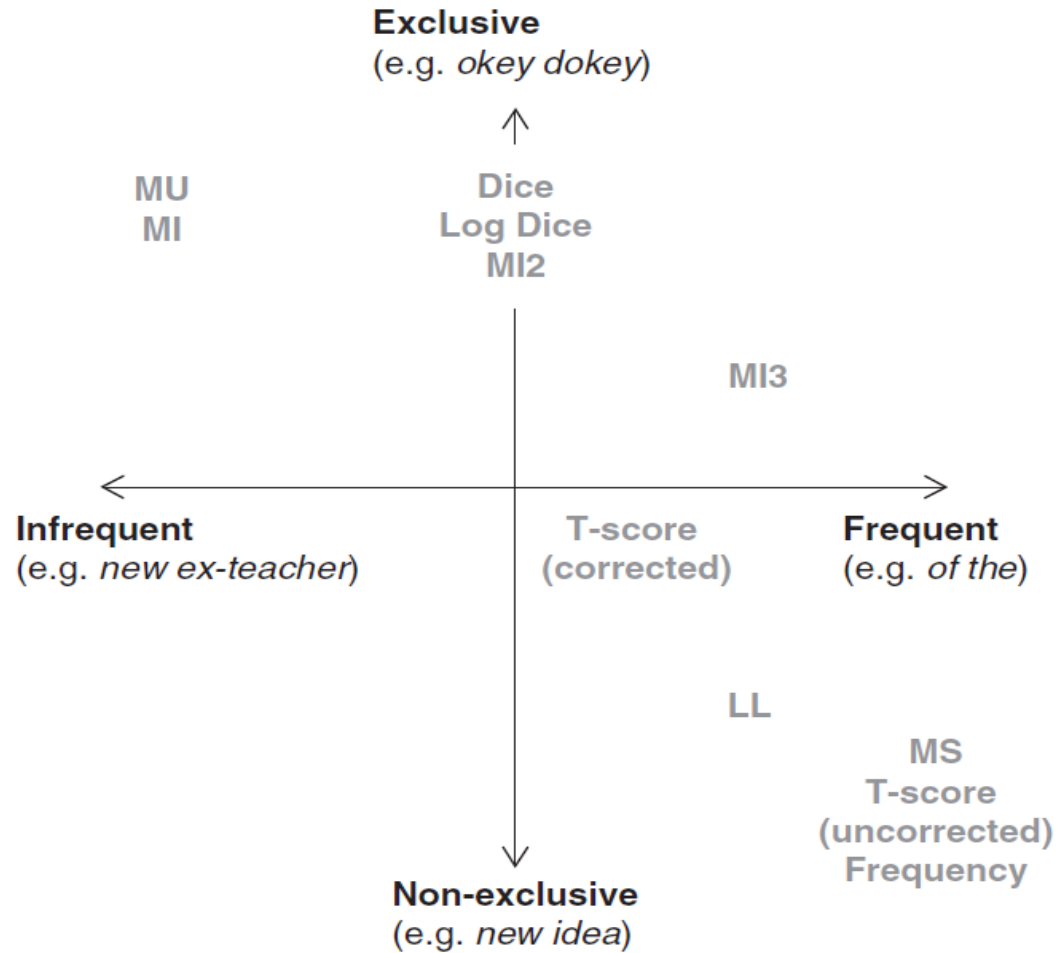 Exclusive
(e.g. okey dokey)
MU
MI
Dice
Log Dice
MI2
MI3
Infrequent
(e.g. new ex-teacher)
T-score
(corrected)
Frequent
(e.g. of the)
LL
MS
T-score
(uncorrected)
Frequency
Non-exclusive
(e.g. new idea)